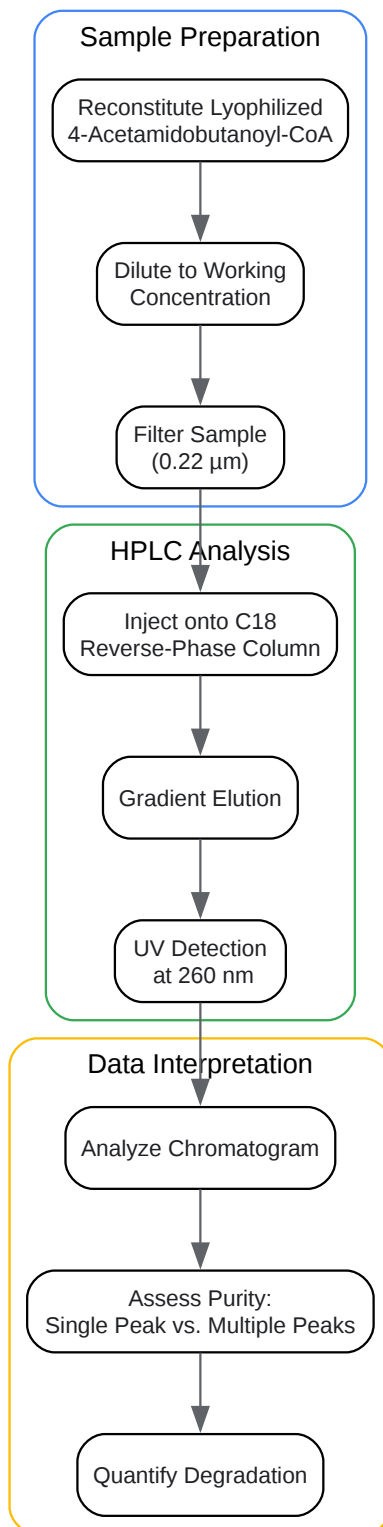 Sample Preparation
Reconstitute Lyophilized
4-Acetamidobutanoyl-CoA
Dilute to Working
Concentration
Filter Sample
(0.22 µm)
HPLC Analysis
Inject onto C18
Reverse-Phase Column
Gradient Elution
UV Detection
at 260 nm
Data Interpretation
Analyze Chromatogram
Assess Purity:
Single Peak vs. Multiple Peaks
Quantify Degradation